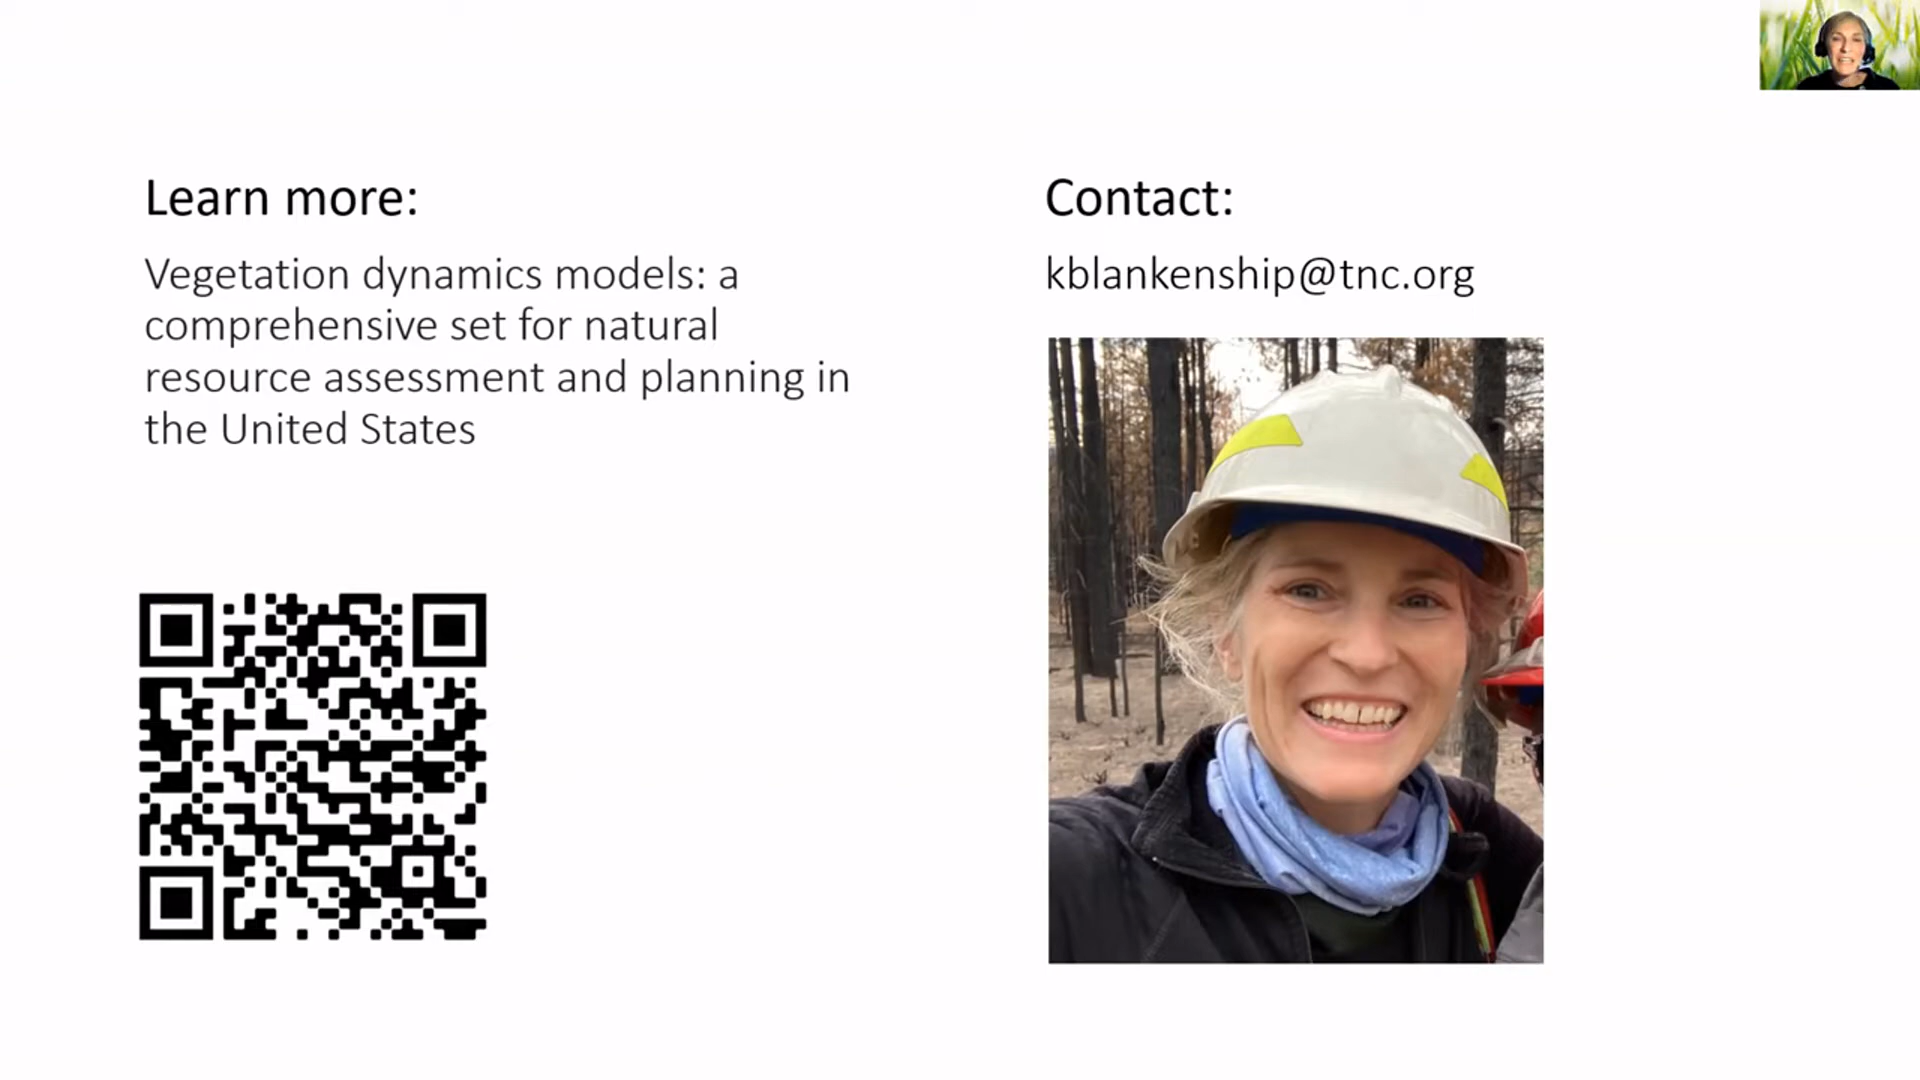 Learn more:
Vegetation dynamics models: a
comprehensive set for natural
resource assessment and planning in
the United States
Contact:
kblankenship@tnc.org